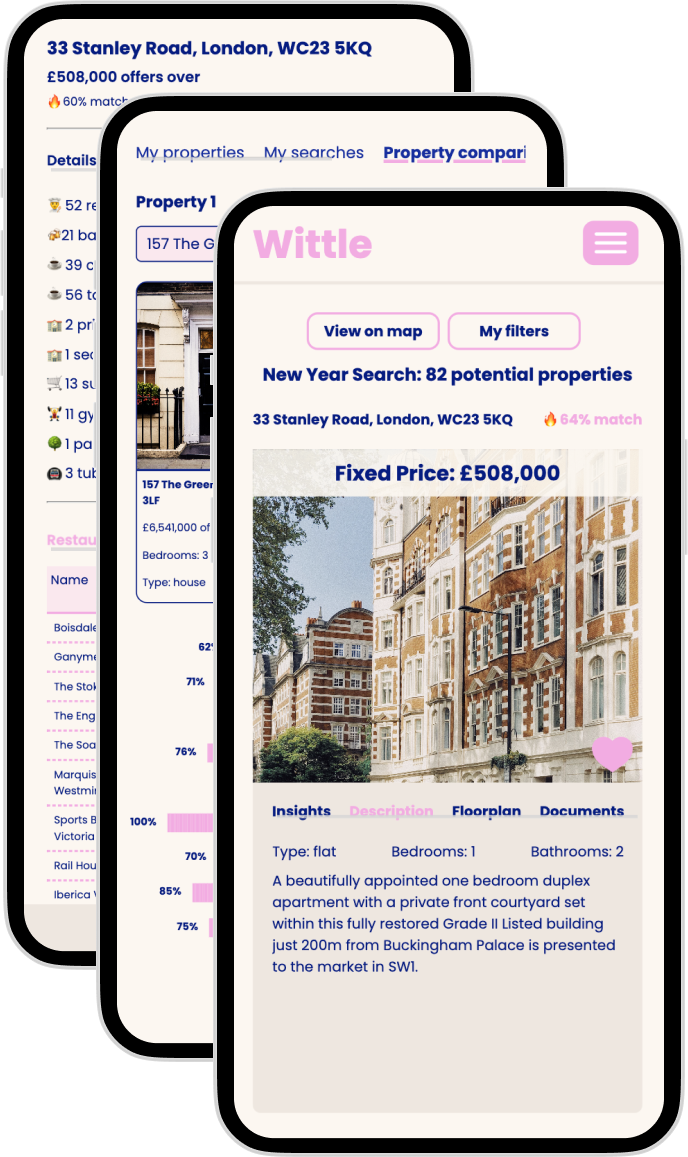 33 Stanley Road, London, WC23 5KQ
£508,000 offers over
🔥60% match
Details
52 re
21 ba
39 c
56 to
2 pri
1 sec
13 su
11 gy
1 pa
3 tub
Restau
Name
Boisdale
Ganyme
The Stok
The Eng
The Soa
Marquis
Westmin
Sports B
Victoria
Rail Hou
Iberica V
My properties My searches Property compari
Property 1
157 The G
157 The Green
3LF
£6,541,000 of
Bedrooms: 3
Type: house
62%
71%
76%
100%
70%
85%
75%
Wittle
View on map My filters
New Year Search: 82 potential properties
33 Stanley Road, London, WC23 5KQ 🔥64% match
Fixed Price: £508,000
Insights Description Floorplan Documents
Type: flat Bedrooms: 1 Bathrooms: 2
A beautifully appointed one bedroom duplex
apartment with a private front courtyard set
within this fully restored Grade II Listed building
just 200m from Buckingham Palace is presented
to the market in SW1.